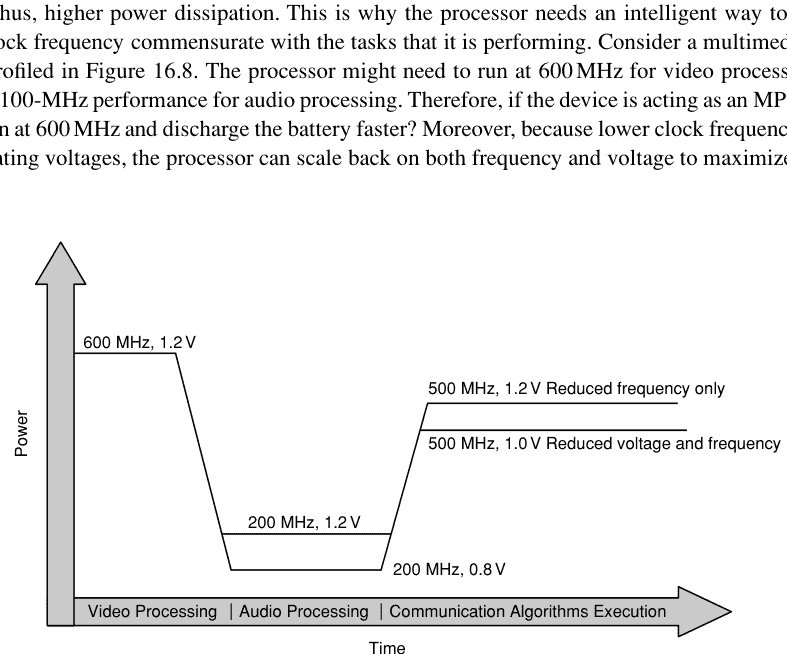 hus, higher power dissipation. This is why the processor needs an intelligent way to
ock frequency commensurate with the tasks that it is performing. Consider a multimed
rofiled in Figure 16.8. The processor might need to run at 600 MHz for video process
100-MHz performance for audio processing. Therefore, if the device is acting as an MP
n at 600 MHz and discharge the battery faster? Moreover, because lower clock frequenc
ating voltages, the processor can scale back on both frequency and voltage to maximize
600 MHz, 1.2 V
500 MHz, 1.2 V Reduced frequency only
500 MHz, 1.0 V Reduced voltage and frequency
Power
200 MHz, 1.2 V
200 MHz, 0.8 V
Video Processing | Audio Processing | Communication Algorithms Execution
Time